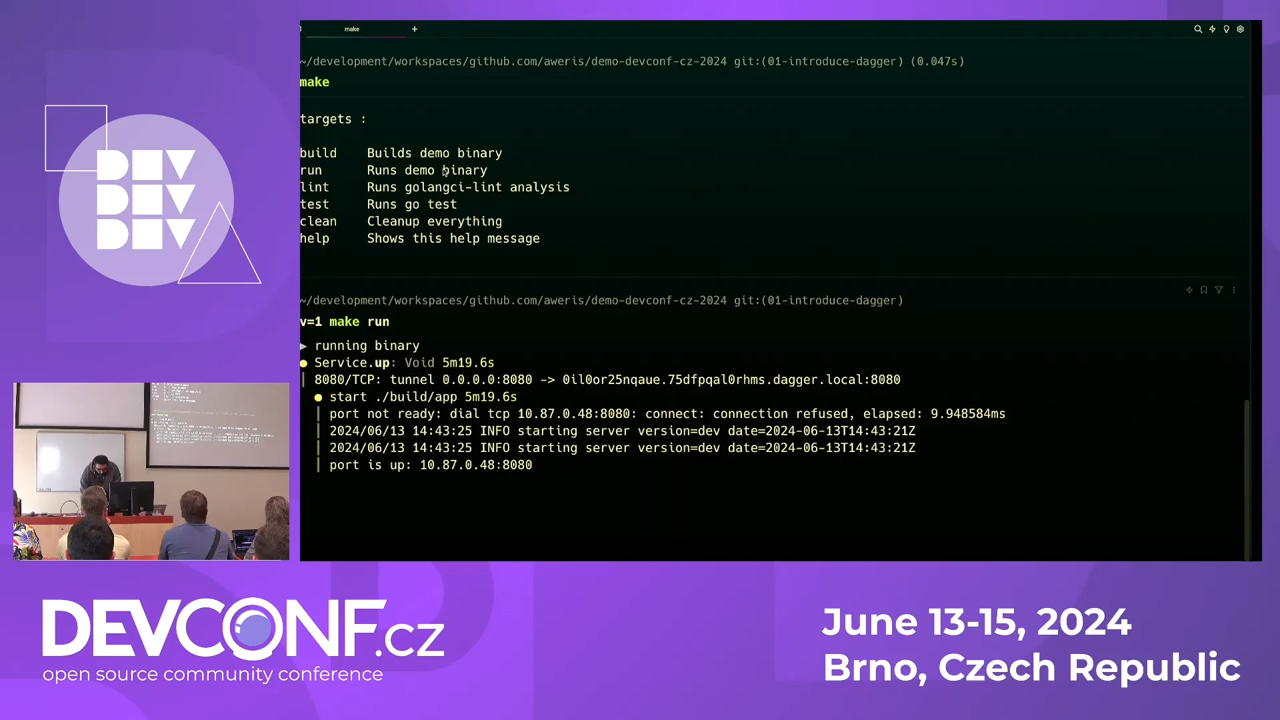 make
+
~/development/workspaces/github.com/aweris/demo-devconf-cz-2024 git:(01-introduce-dagger) (0.047s)
make
targets :
build Builds demo binary
run Runs demo binary
lint Runs golangci-lint analysis
test Runs go test
clean Cleanup everything
help Shows this help message
~/development/workspaces/github.com/aweris/demo-devconf-cz-2024 git:(01-introduce-dagger)
v=1 make run
▶ running binary
● Service.up: Void 5m19.6s
┃ 8080/TCP: tunnel 0.0.0.0:8080 -> 0il0or25nqaue.75dfpqal0rhms.dagger.local:8080
● start ./build/app 5m19.6s
┃ port not ready: dial tcp 10.87.0.48:8080: connect: connection refused, elapsed: 9.948584ms
┃ 2024/06/13 14:43:25 INFO starting server version=dev date=2024-06-13T14:43:21Z
┃ 2024/06/13 14:43:25 INFO starting server version=dev date=2024-06-13T14:43:21Z
┃ port is up: 10.87.0.48:8080
DEV
DEV
DEV
DEVCONF.cz
open source community conference
June 13-15, 2024
Brno, Czech Republic